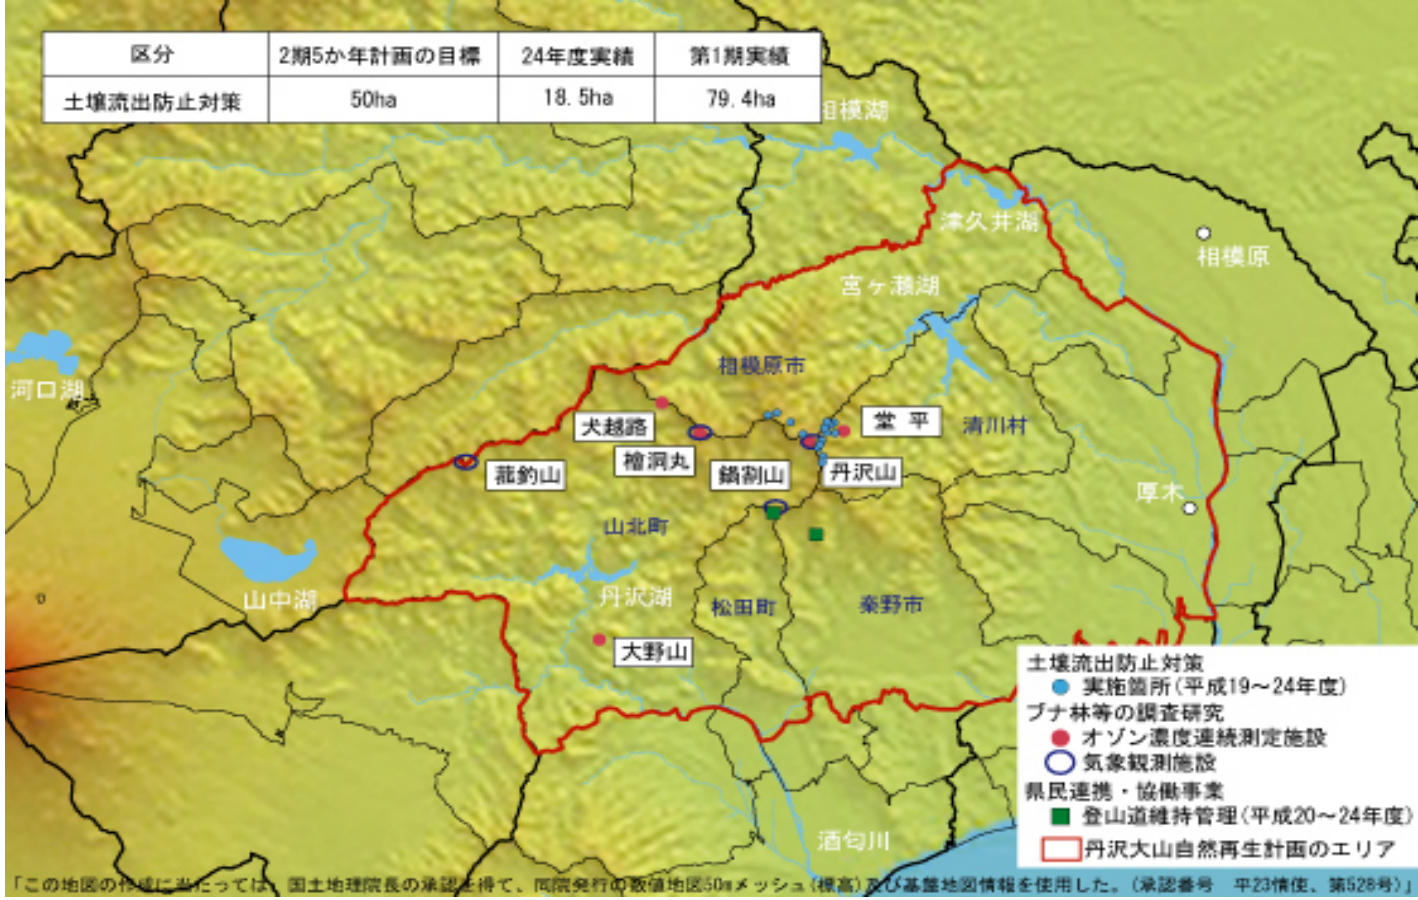 区分 2期5か年計画の目標 24年度実績 第1期実績
土壌流出防止対策 50ha 18.5ha 79.4ha
相模湖
津久井湖
相模原
宮ヶ瀬湖
相模原市
河口湖
犬越路
堂 平
清川村
檜洞丸
鍋割山
丹沢山
菰釣山
厚木
山北町
山中湖
丹沢湖
松田町
秦野市
大野山
土壌流出防止対策
実施箇所(平成19～24年度)
ブナ林等の調査研究
オゾン濃度連続測定施設
気象観測施設
県民連携・協働事業
登山道維持管理(平成20～24年度)
丹沢大山自然再生計画のエリア
酒匂川
「この地図の作成に当たっては、国土地理院長の承認を得て、同院発行の数値地図50mメッシュ(標高)及び基盤地図情報を使用した。(承認番号 平23情使、第528号)」